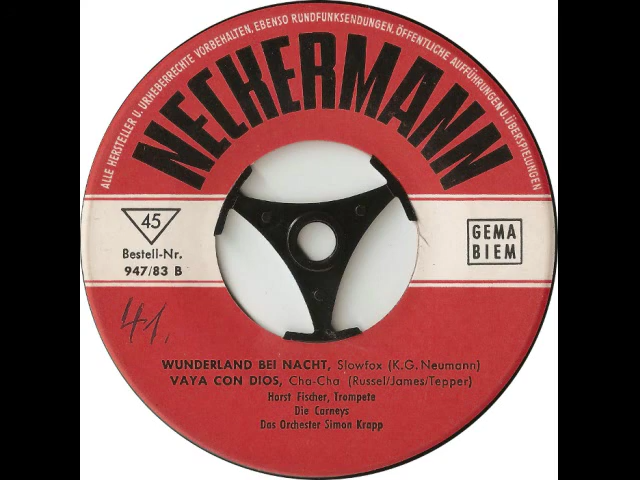 ALLE HERSTELLER U. URHEBERRECHTE VORBEHALTEN, EBENSO RUNDFUNKSENDUNGEN, ÖFFENTLICHE AUFFÜHRUNGEN U. ÜBERSPIELUNGEN
NECKERMANN
45
Bestell-Nr.
947/83 B
GEMA
BIEM
41.
WUNDERLAND BEI NACHT, Slowfox (K.G. Neumann)
VAYA CON DIOS, Cha-Cha (Russel/James/Tepper)
Horst Fischer, Trompete
Die Carneys
Das Orchester Simon Krapp